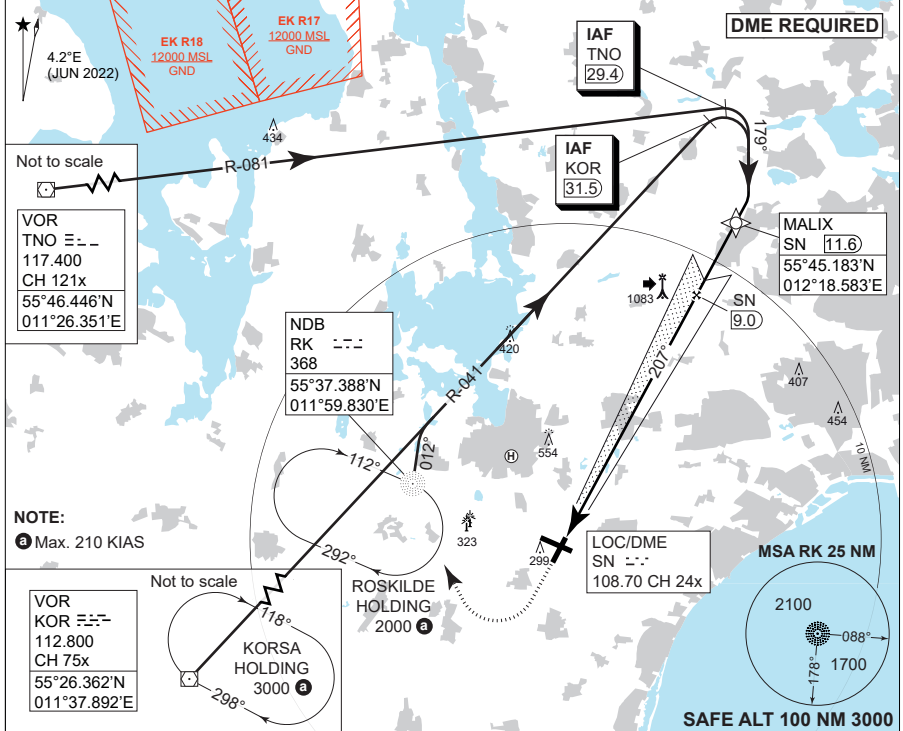 DME REQUIRED
EK R18
12000 MSL
GND
EK R17
12000 MSL
GND
4.2°E
(JUN 2022)
IAF
TNO
29.4
434
179°
Not to scale
R-081
IAF
KOR
31.5
VOR
TNO
117.400
CH 121x
55°46.446'N
011°26.351'E
MALIX
SN 11.6
55°45.183'N
012°18.583'E
1083
SN
9.0
NDB
RK
368
55°37.388'N
011°59.830'E
420
R-041
207°
407
454
10 NM
012°
112°
H
554
NOTE:
a Max. 210 KIAS
323
292°
299
LOC/DME
SN
108.70 CH 24x
ROSKILDE
HOLDING
2000 a
MSA RK 25 NM
2100
088°
178°
1700
SAFE ALT 100 NM 3000
Not to scale
VOR
KOR
112.800
CH 75x
55°26.362'N
011°37.892'E
118°
KORSA
HOLDING
3000 a
298°